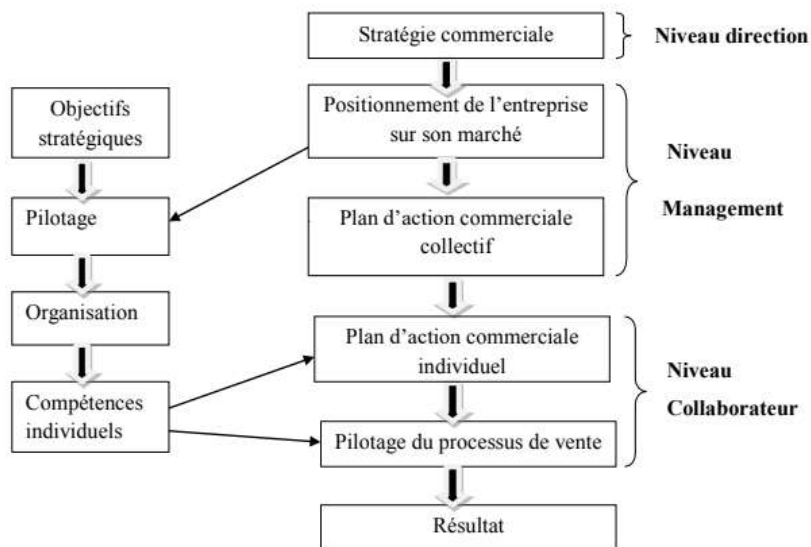 Stratégie commerciale
Niveau direction
Objectifs
stratégiques
Positionnement de l'entreprise
sur son marché
Niveau
Management
Pilotage
Plan d'action commerciale
collectif
Organisation
Plan d'action commerciale
individuel
Niveau
Collaborateur
Compétences
individuels
Pilotage du processus de vente
Résultat